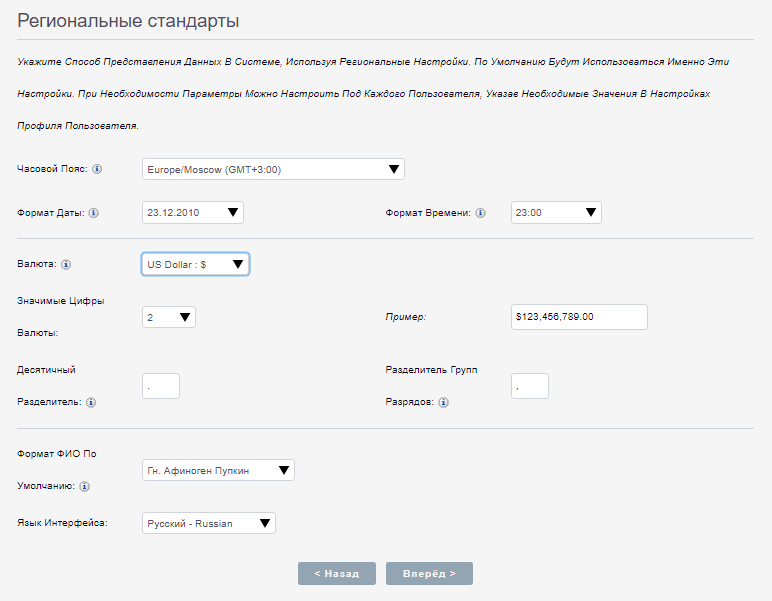 Региональные стандарты
Укажите Способ Представления Данных В Системе, Используя Региональные Настройки. По Умолчанию Будут Использоваться Именно Эти
Настройки. При Необходимости Параметры Можно Настроить Под Каждого Пользователя, Указав Необходимые Значения В Настройках
Профиля Пользователя.
Часовой Пояс: Europe/Moscow (GMT+3:00)
Формат Даты: 23.12.2010 Формат Времени: 23:00
Валюта: US Dollar : $
Значимые Цифры
Валюты: 2 Пример: $123,456,789.00
Десятичный
Разделитель: . Разделитель Групп
Разрядов: ,
Формат ФИО По
Умолчанию: Гн. Афиноген Пупкин
Язык Интерфейса: Русский - Russian
< Назад Вперёд >